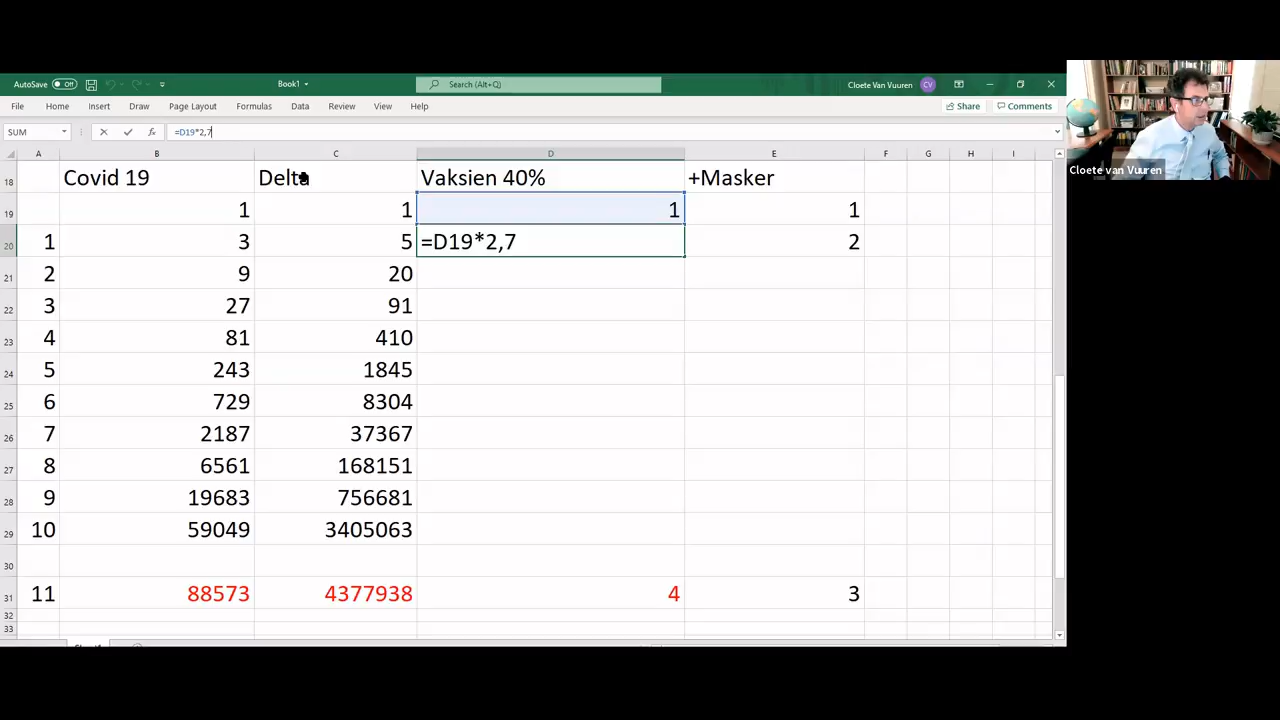 AutoSave Off Book1 Search (Alt+Q) Cloete Van Vuuren CV
File Home Insert Draw Page Layout Formulas Data Review View Help Share Comments
SUM fx =D19*2,7
A B C D E F G H I
18 Covid 19 Delta Vaksien 40% +Masker
19 1 1 1 1
20 1 3 5 =D19*2,7 2
21 2 9 20
22 3 27 91
23 4 81 410
24 5 243 1845
25 6 729 8304
26 7 2187 37367
27 8 6561 168151
28 9 19683 756681
29 10 59049 3405063
30
31 11 88573 4377938 4 3
32
33
Cloete van Vuuren